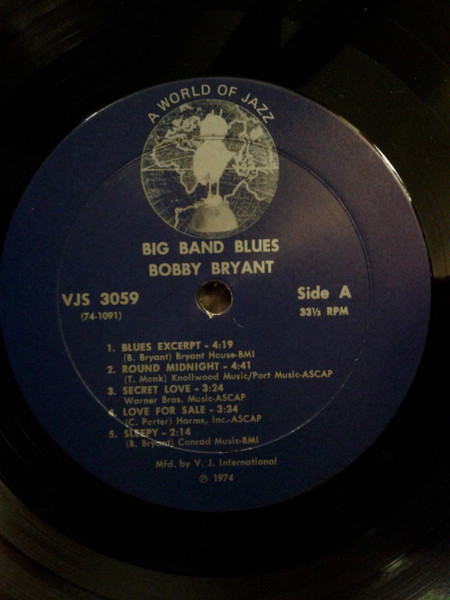 A WORLD OF JAZZ
BIG BAND BLUES
BOBBY BRYANT
VJS 3059
(74-1091)
Side A
33⅓ RPM
1. BLUES EXCERPT - 4:19
(B. Bryant) Bryant House-BMI
2. ROUND MIDNIGHT - 4:41
(T. Monk) Knollwood Music/Part Music-ASCAP
3. SECRET LOVE - 3:24
Warner Bros. Music-ASCAP
4. LOVE FOR SALE - 3:34
(C. Porter) Harms, Inc.-ASCAP
5. SLEEPY - 2:14
(B. Bryant) Conrad Music-BMI
Mfd. by V. J. International
℗ 1974